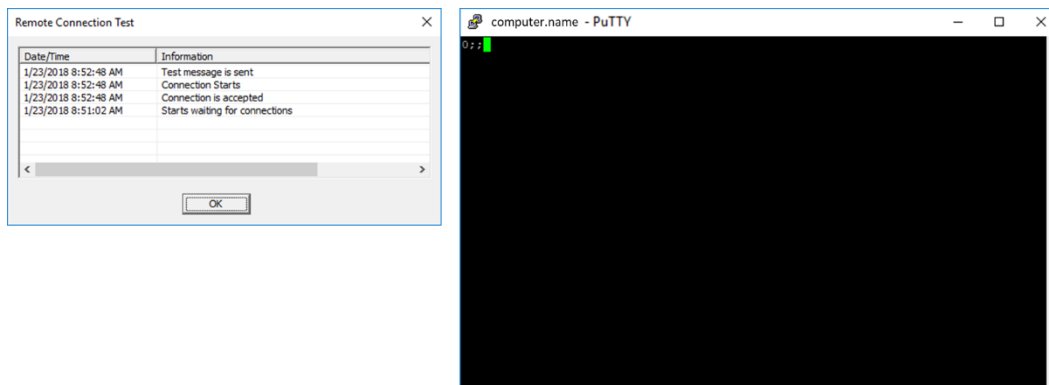 Remote Connection Test
Date/Time Information
1/23/2018 8:52:48 AM Test message is sent
1/23/2018 8:52:48 AM Connection Starts
1/23/2018 8:52:48 AM Connection is accepted
1/23/2018 8:51:02 AM Starts waiting for connections
OK
computer.name - PuTTY
0;;